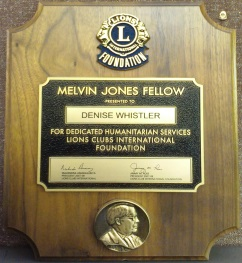 LIONS
L
INTERNATIONAL
FOUNDATION
MELVIN JONES FELLOW
PRESENTED TO
DENISE WHISTLER
FOR DEDICATED HUMANITARIAN SERVICES
LIONS CLUBS INTERNATIONAL
FOUNDATION